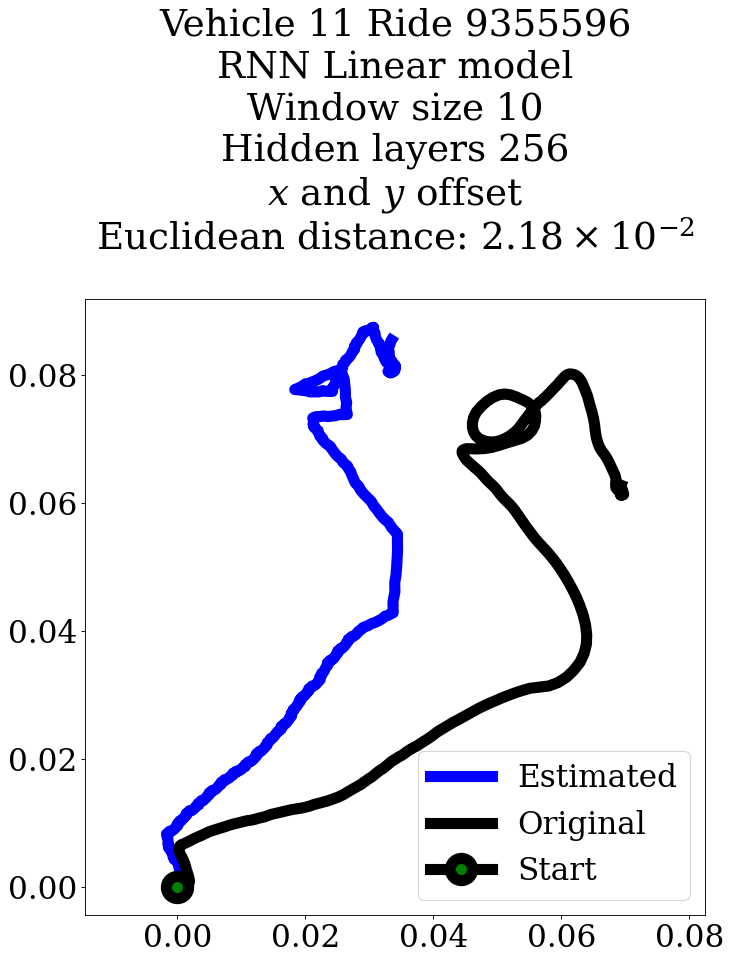 Vehicle 11 Ride 9355596
RNN Linear model
Window size 10
Hidden layers 256
x and y offset
Euclidean distance: 2.18 × 10⁻²
0.08
0.06
0.04
0.02
0.00
Estimated
Original
Start
0.00 0.02 0.04 0.06 0.08